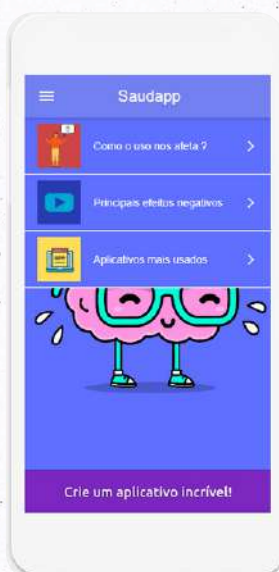 Saudapp
Como o uso nos afeta ?
Principais efeitos negativos
Aplicativos mais usados
Crie um aplicativo incrível!